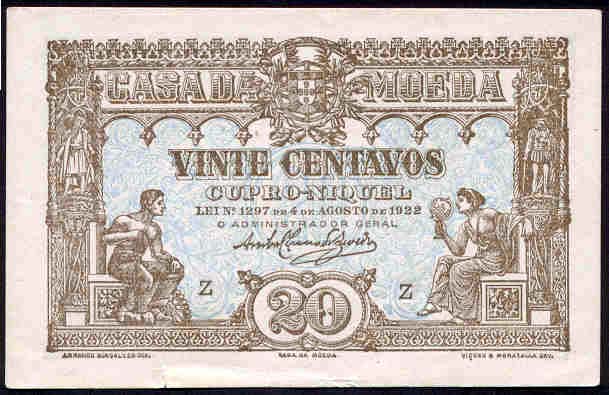 CASA DA MOEDA
VINTE CENTAVOS
CUPRO-NIQUEL
LEI Nº 1297 DE 4 DE AGOSTO DE 1922
O ADMINISTRADOR GERAL
Z Z
20
CASA DA MOEDA.